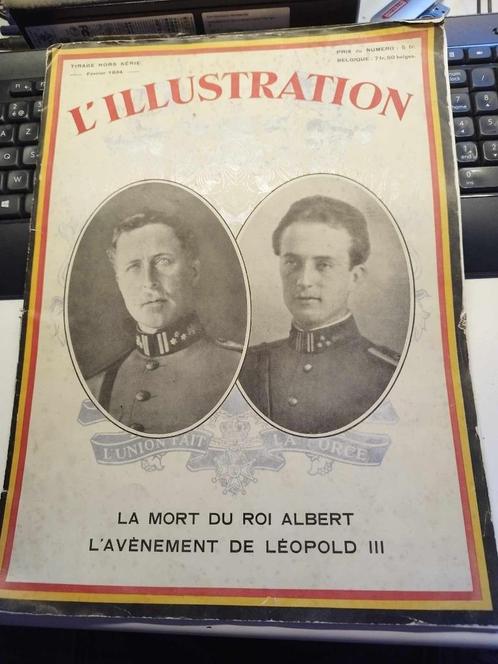 TIRAGE HORS SÉRIE
Février 1934
PRIX DU NUMÉRO : 5 fr.
BELGIQUE : 7 fr. 50 belges.
L'ILLUSTRATION
L'UNION FAIT LA FORCE
LA MORT DU ROI ALBERT
L'AVÈNEMENT DE LÉOPOLD III